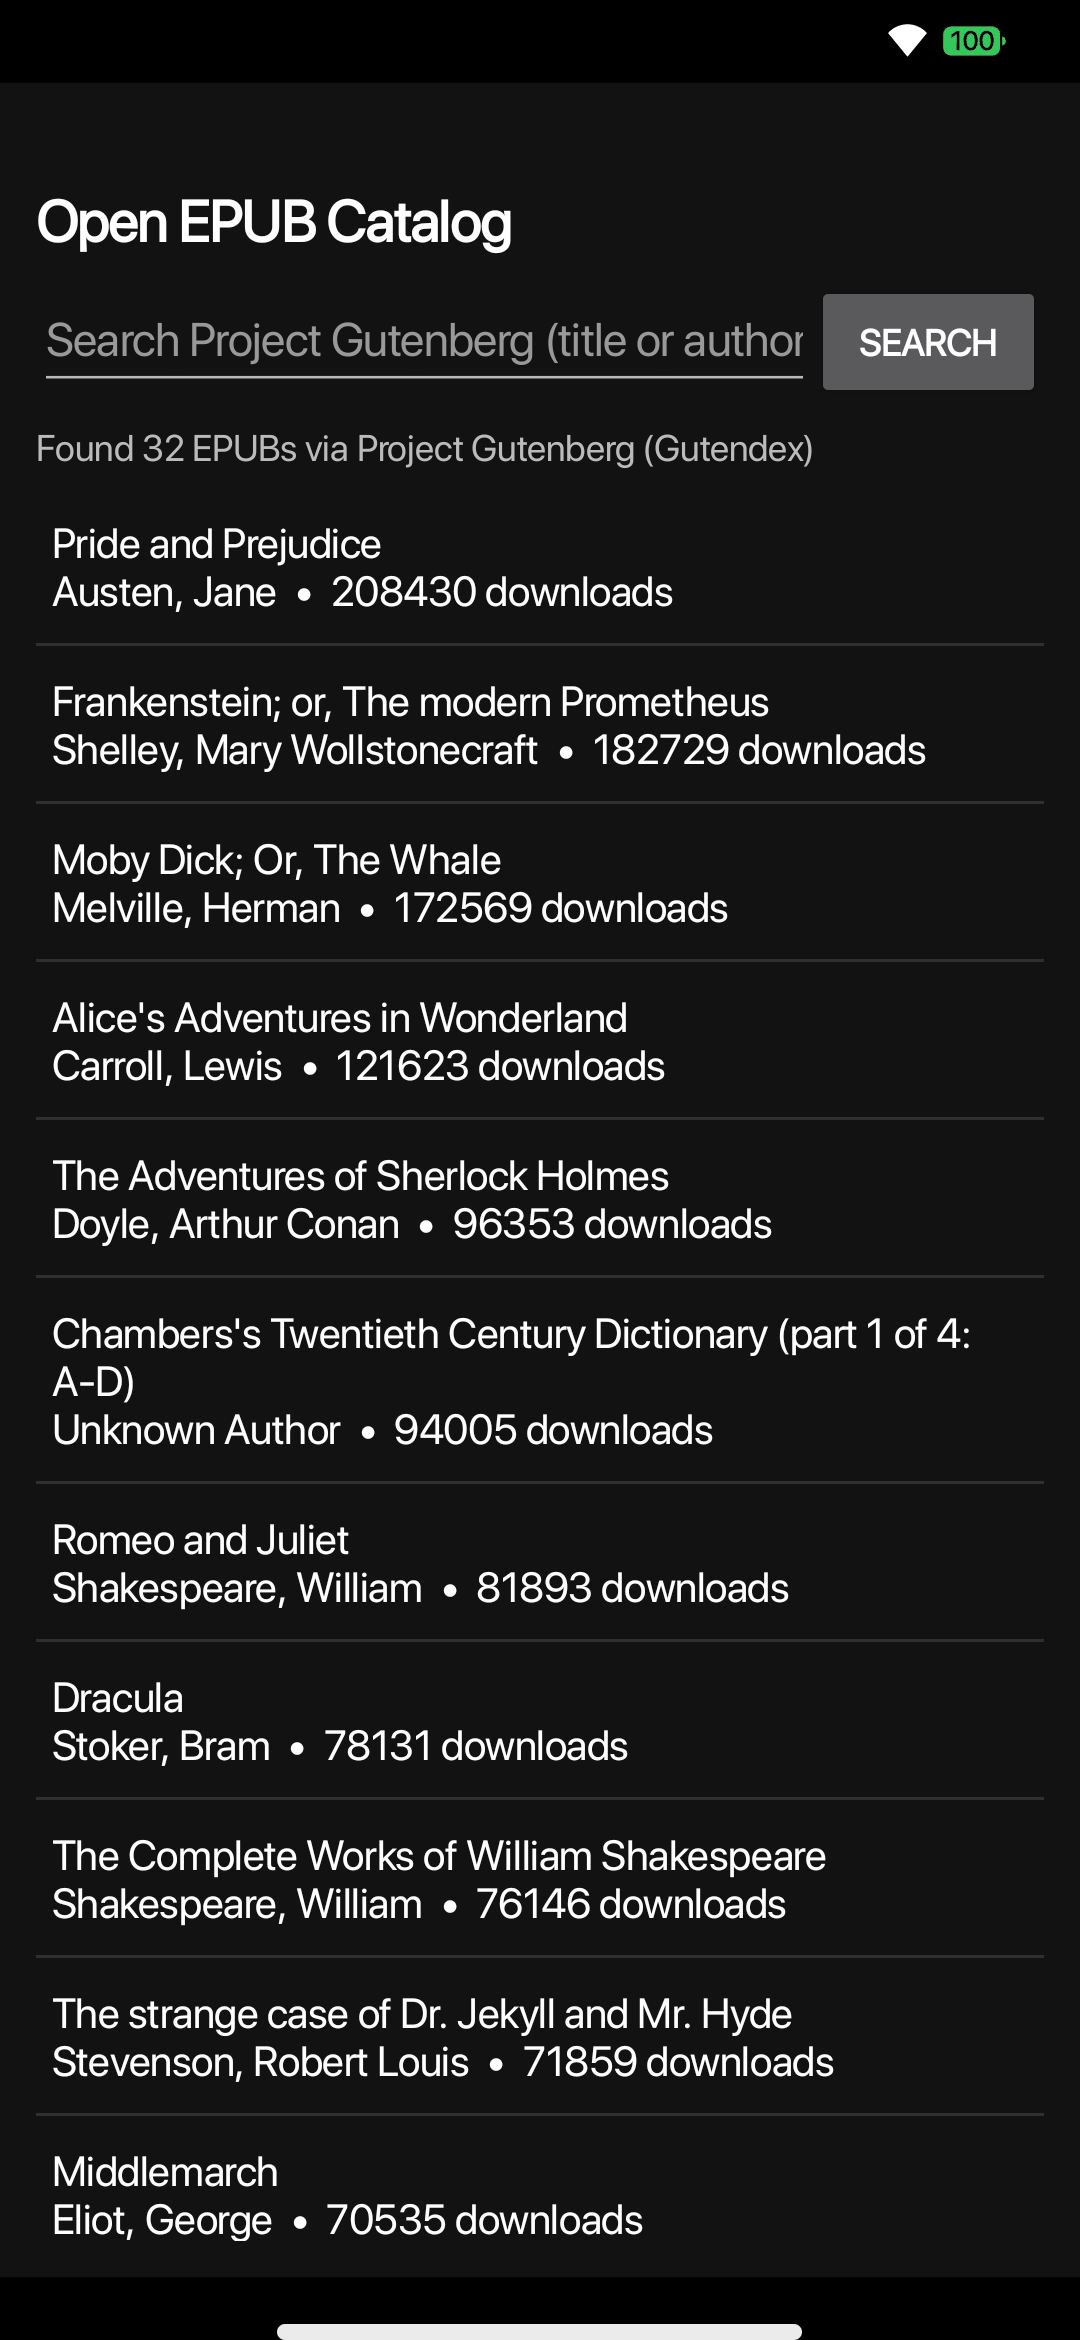 100
Open EPUB Catalog
Search Project Gutenberg (title or author
SEARCH
Found 32 EPUBs via Project Gutenberg (Gutendex)
Pride and Prejudice
Austen, Jane • 208430 downloads
Frankenstein; or, The modern Prometheus
Shelley, Mary Wollstonecraft • 182729 downloads
Moby Dick; Or, The Whale
Melville, Herman • 172569 downloads
Alice's Adventures in Wonderland
Carroll, Lewis • 121623 downloads
The Adventures of Sherlock Holmes
Doyle, Arthur Conan • 96353 downloads
Chambers's Twentieth Century Dictionary (part 1 of 4:
A-D)
Unknown Author • 94005 downloads
Romeo and Juliet
Shakespeare, William • 81893 downloads
Dracula
Stoker, Bram • 78131 downloads
The Complete Works of William Shakespeare
Shakespeare, William • 76146 downloads
The strange case of Dr. Jekyll and Mr. Hyde
Stevenson, Robert Louis • 71859 downloads
Middlemarch
Eliot, George • 70535 downloads